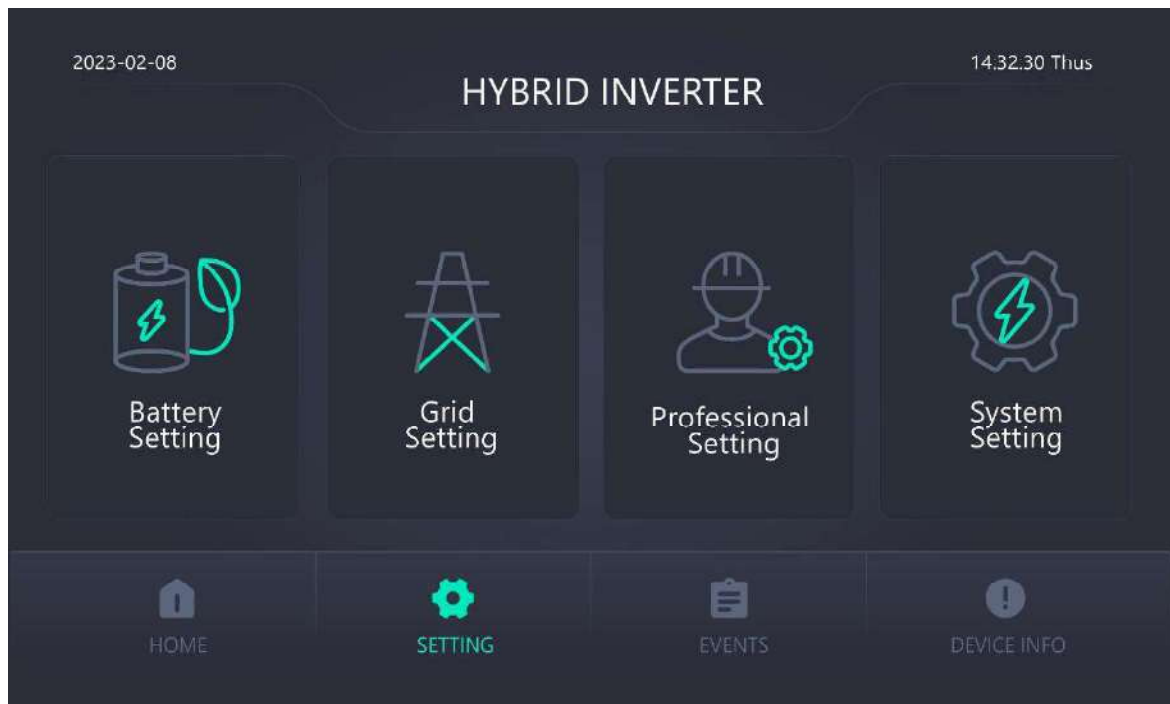 2023-02-08
14.32.30 Thus
HYBRID INVERTER
Battery
Setting
Grid
Setting
Professional
Setting
System
Setting
HOME
SETTING
EVENTS
DEVICE INFO